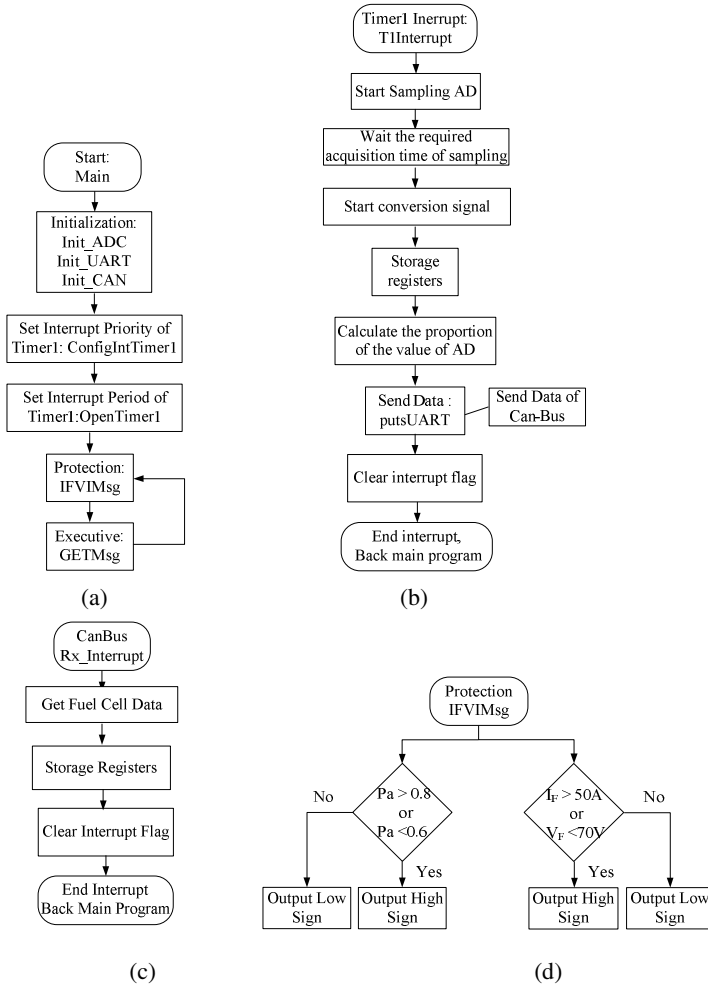 Start:
Main
Initialization:
Init_ADC
Init_UART
Init_CAN
Set Interrupt Priority of
Timer1: ConfigIntTimer1
Set Interrupt Period of
Timer1:OpenTimer1
Protection:
IFVIMsg
Executive:
GETMsg
(a)
Timer1 Inerrupt:
T1Interrupt
Start Sampling AD
Wait the required
acquisition time of sampling
Start conversion signal
Storage
registers
Calculate the proportion
of the value of AD
Send Data :
putsUART
Send Data of
Can-Bus
Clear interrupt flag
End interrupt,
Back main program
(b)
CanBus
Rx_Interrupt
Get Fuel Cell Data
Storage Registers
Clear Interrupt Flag
End Interrupt
Back Main Program
(c)
Protection
IFVIMsg
Pa > 0.8
or
Pa <0.6
No
Yes
Output Low
Sign
Output High
Sign
I_F > 50A
or
V_F <70V
No
Yes
Output High
Sign
Output Low
Sign
(d)